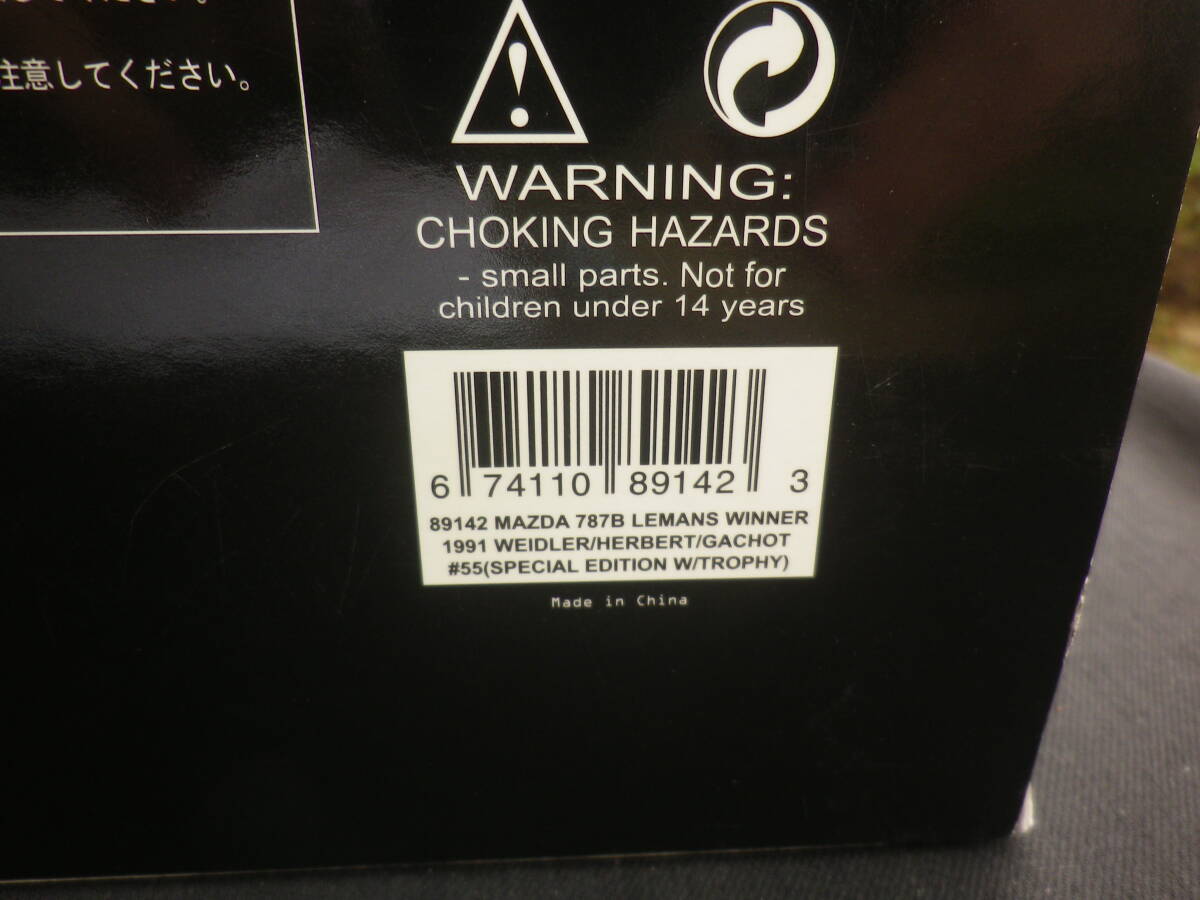 注意してください。
WARNING:
CHOKING HAZARDS
- small parts. Not for
children under 14 years
6 74110 89142 3
89142 MAZDA 787B LEMANS WINNER
1991 WEIDLER/HERBERT/GACHOT
#55(SPECIAL EDITION W/TROPHY)
Made in China